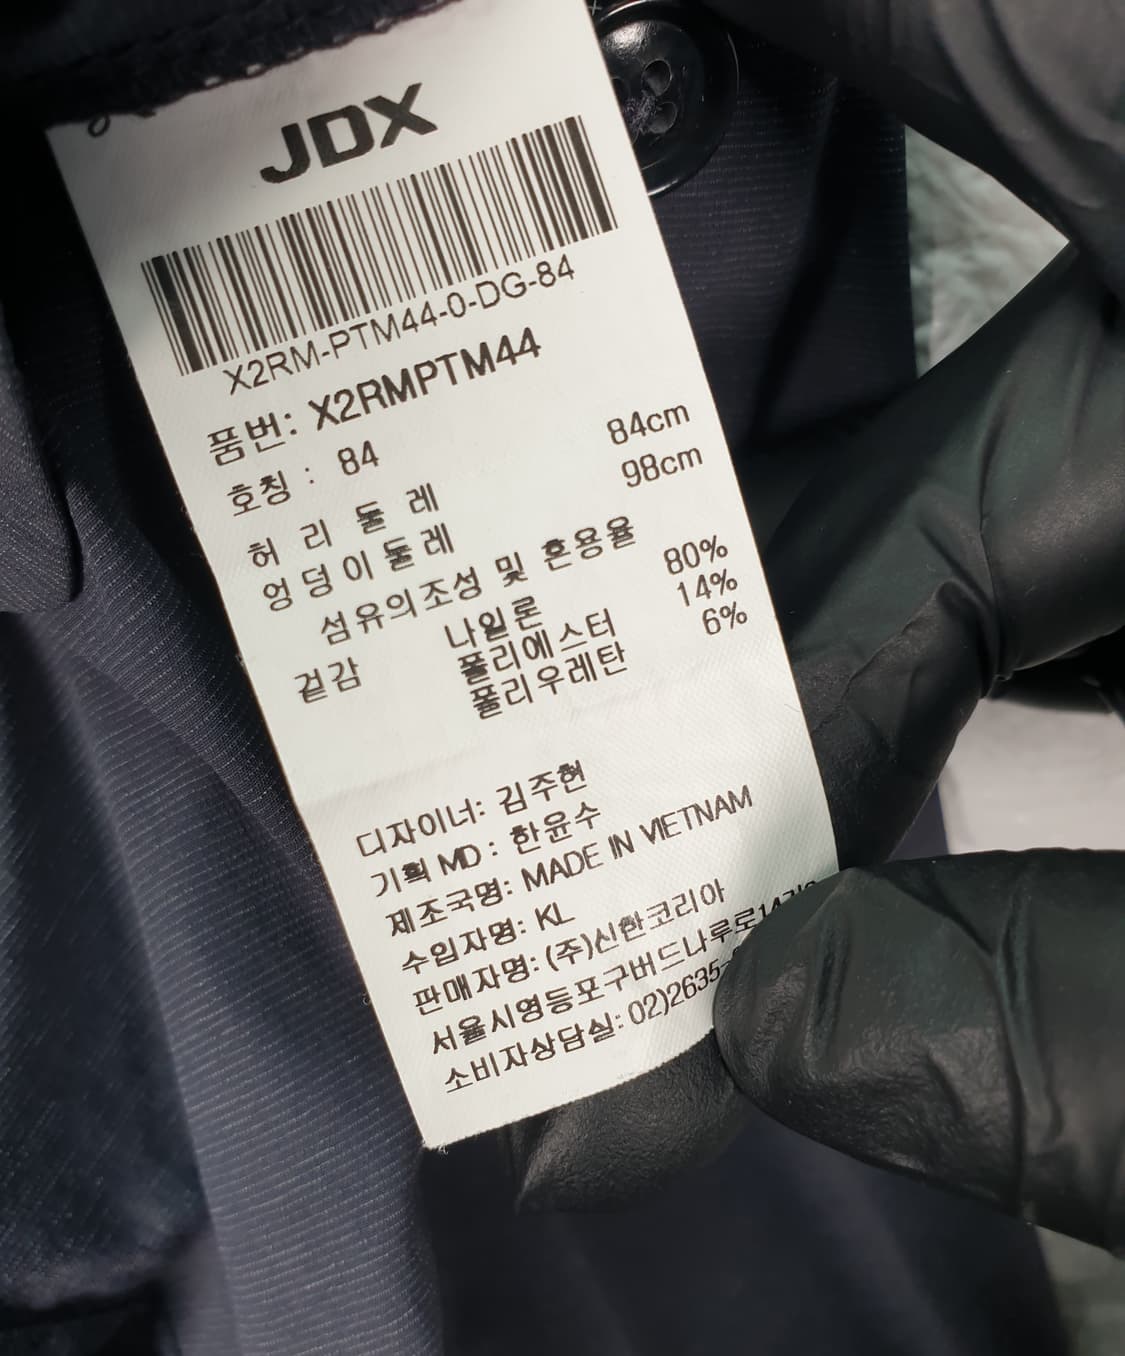 JDX
X2RM-PTM44-0-DG-84
품번: X2RMPTM44
호칭 : 84
허 리 둘 레 84cm
엉덩이둘레 98cm
섬유의조성 및 혼용율
겉감 나일론 80%
폴리에스터 14%
폴리우레탄 6%
디자이너: 김주현
기획 MD : 한윤수
제조국명: MADE IN VIETNAM
수입자명: KL
판매자명: (주)신한코리아
서울시영등포구버드나루로14길
소비자상담실: 02)2635-